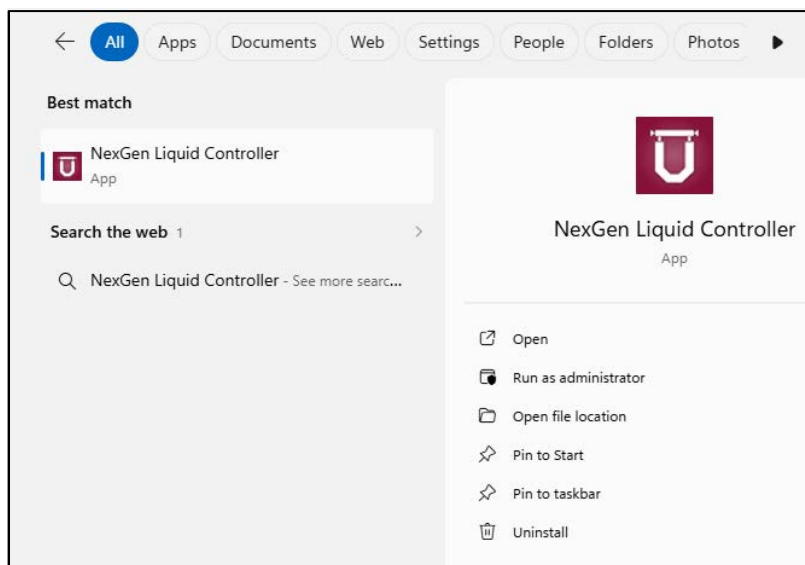 All Apps Documents Web Settings People Folders Photos
Best match
NexGen Liquid Controller
App
Search the web 1
NexGen Liquid Controller - See more searc...
NexGen Liquid Controller
App
Open
Run as administrator
Open file location
Pin to Start
Pin to taskbar
Uninstall